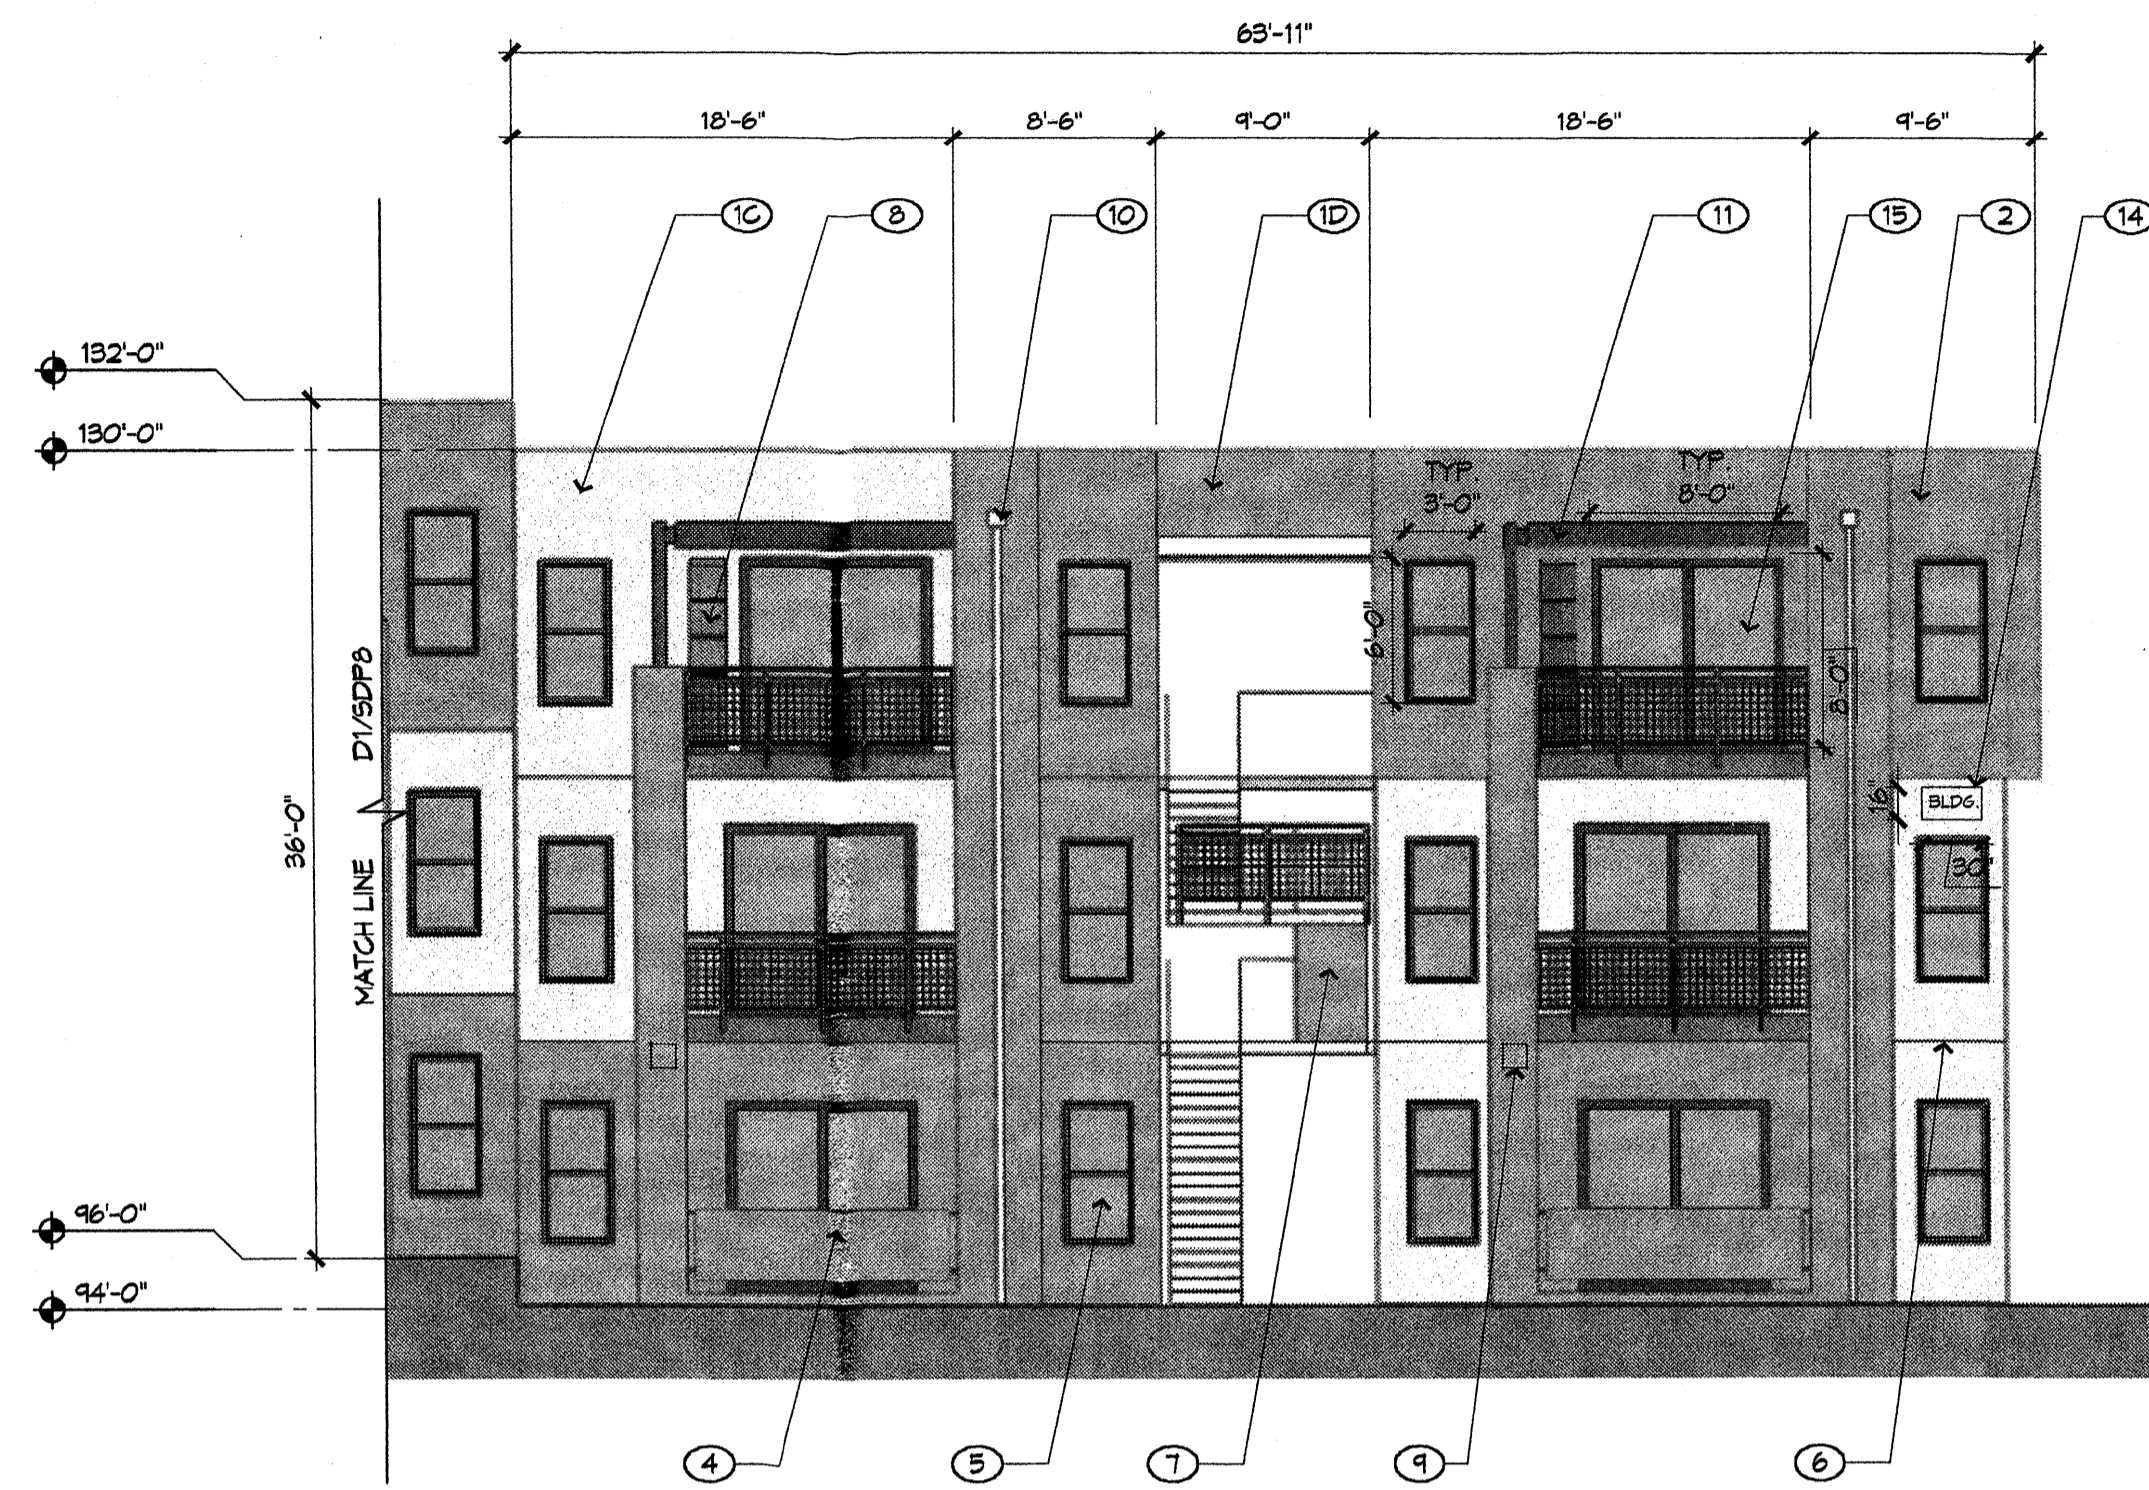 63'-11"
18'-6" 8'-6" 9'-0" 18'-6" 9'-6"
1C 8 10 1D 11 15 2 14
132'-0"
130'-0"
TYP. 3'-0"
TYP. 8'-0"
6'-0"
8'-0"
36'-0"
MATCH LINE D1/SDP8
16"
BLDG.
30"
96'-0"
94'-0"
4 5 7 9 6